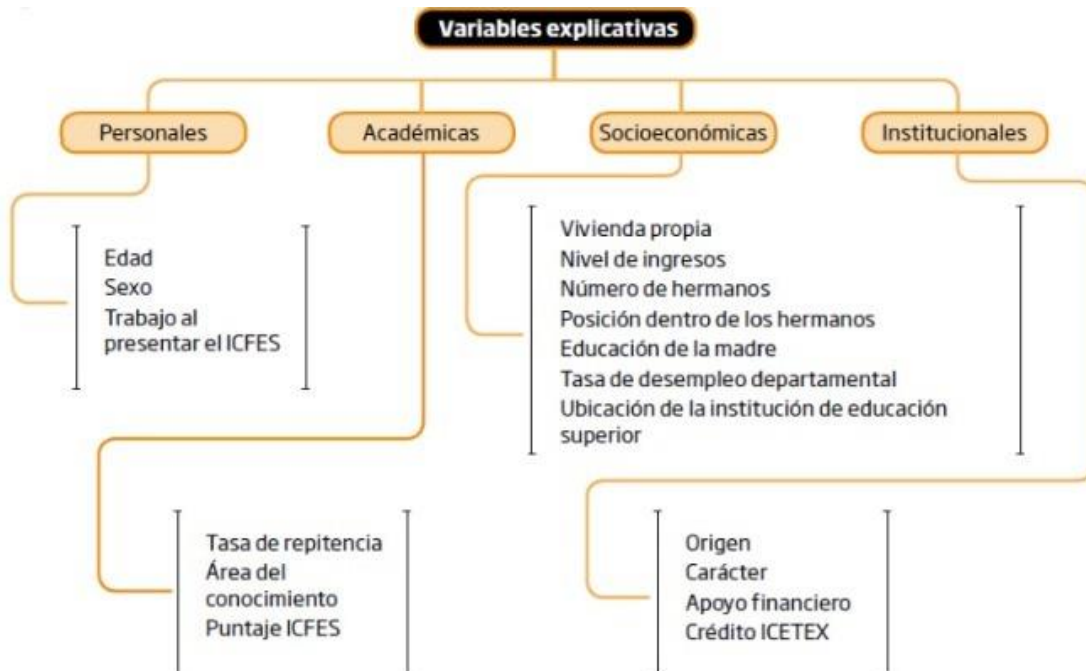 Variables explicativas
Personales
Académicas
Socioeconómicas
Institucionales
Edad
Sexo
Trabajo al
presentar el ICFES
Vivienda propia
Nivel de ingresos
Número de hermanos
Posición dentro de los hermanos
Educación de la madre
Tasa de desempleo departamental
Ubicación de la institución de educación
superior
Tasa de repitencia
Área del
conocimiento
Puntaje ICFES
Origen
Carácter
Apoyo financiero
Crédito ICETEX